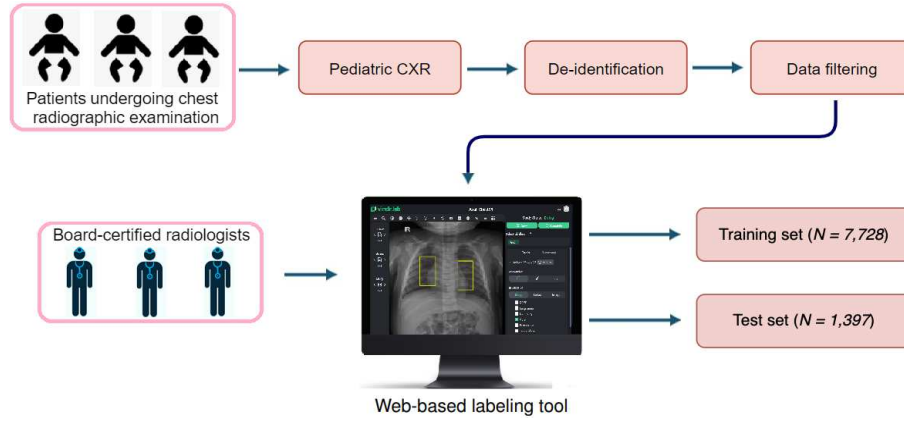 Patients undergoing chest
radiographic examination
Pediatric CXR
De-identification
Data filtering
Board-certified radiologists
Training set (N = 7,728)
Test set (N = 1,397)
Web-based labeling tool